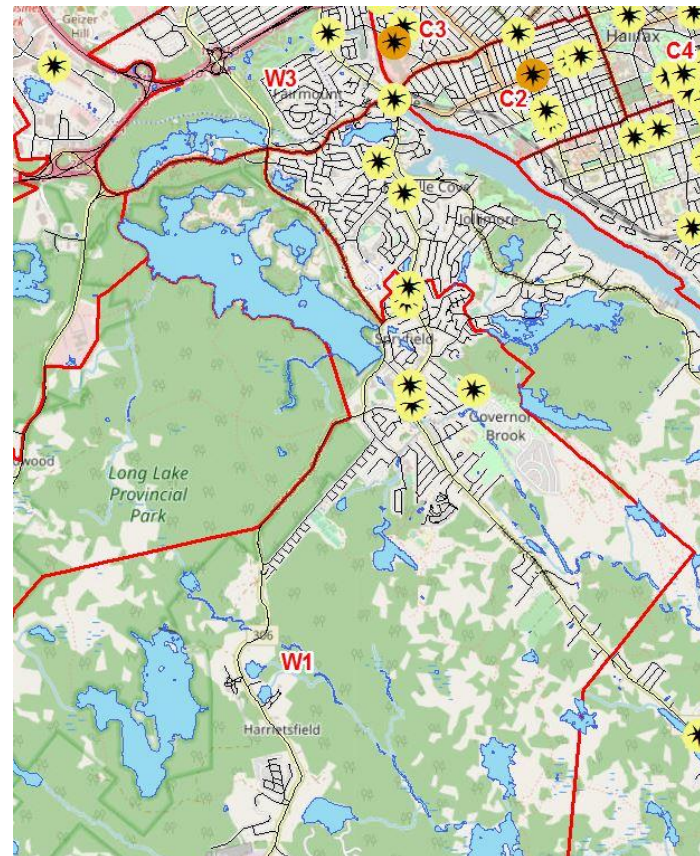 Geizer
Hill
C3
Halifax
C4
W3
Fairmount
C2
Jollimore
Spryfield
Governor
Brook
Long Lake
Provincial
Park
306
W1
Harrietsfield